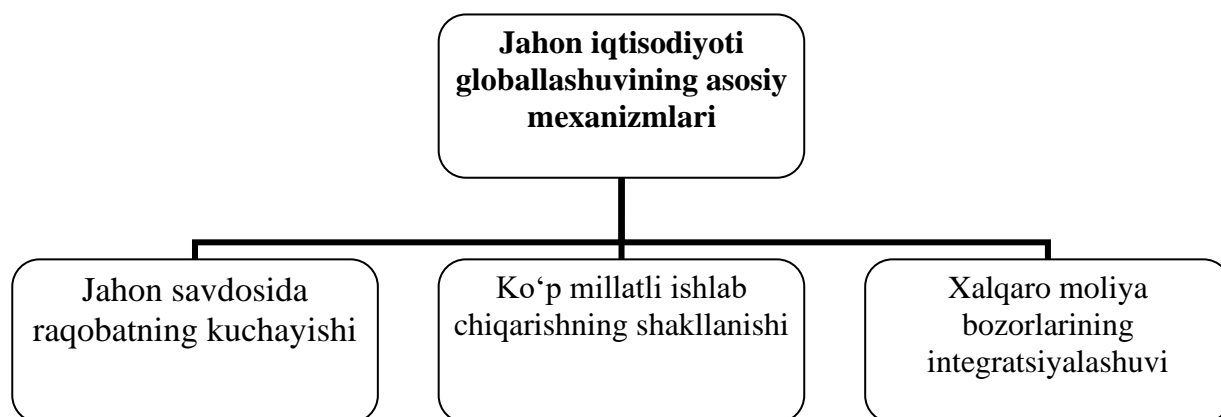 Jahon iqtisodiyoti
globallashuvining asosiy
mexanizmlari
Jahon savdosida
raqobatning kuchayishi
Ko‘p millatli ishlab
chiqarishning shakllanishi
Xalqaro moliya
bozorlarining
integratsiyalashuvi